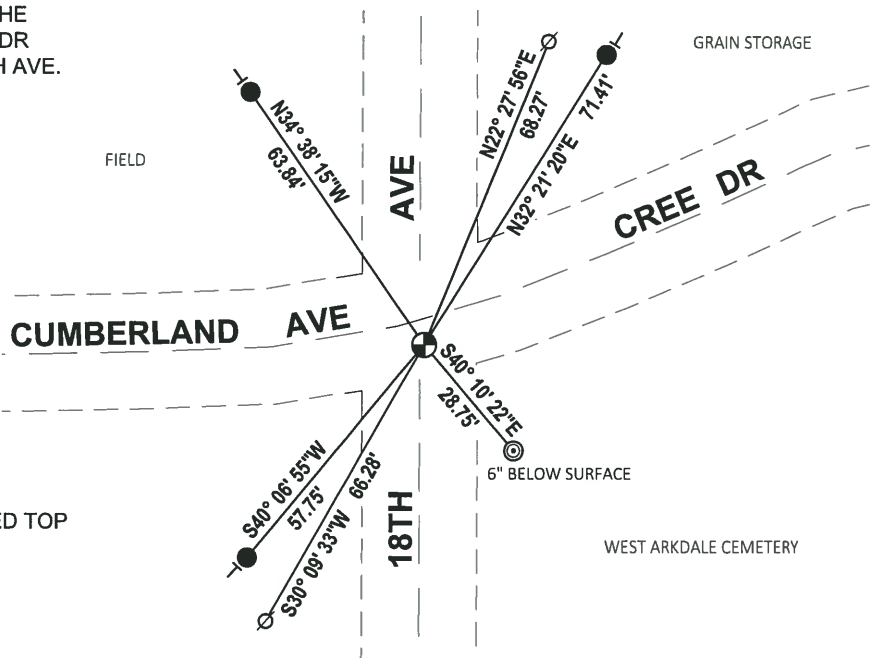 HE
DR
H AVE.
FIELD
GRAIN STORAGE
N34° 38' 15"W
63.84'
AVE
N22° 27' 56"E
68.27'
N32° 21' 20"E 71.41'
CREE DR
CUMBERLAND AVE
S40° 10' 22"E
28.75'
6" BELOW SURFACE
S40° 06' 55"W
57.75'
S30° 09' 33"W 66.28'
18TH
ED TOP
WEST ARKDALE CEMETERY